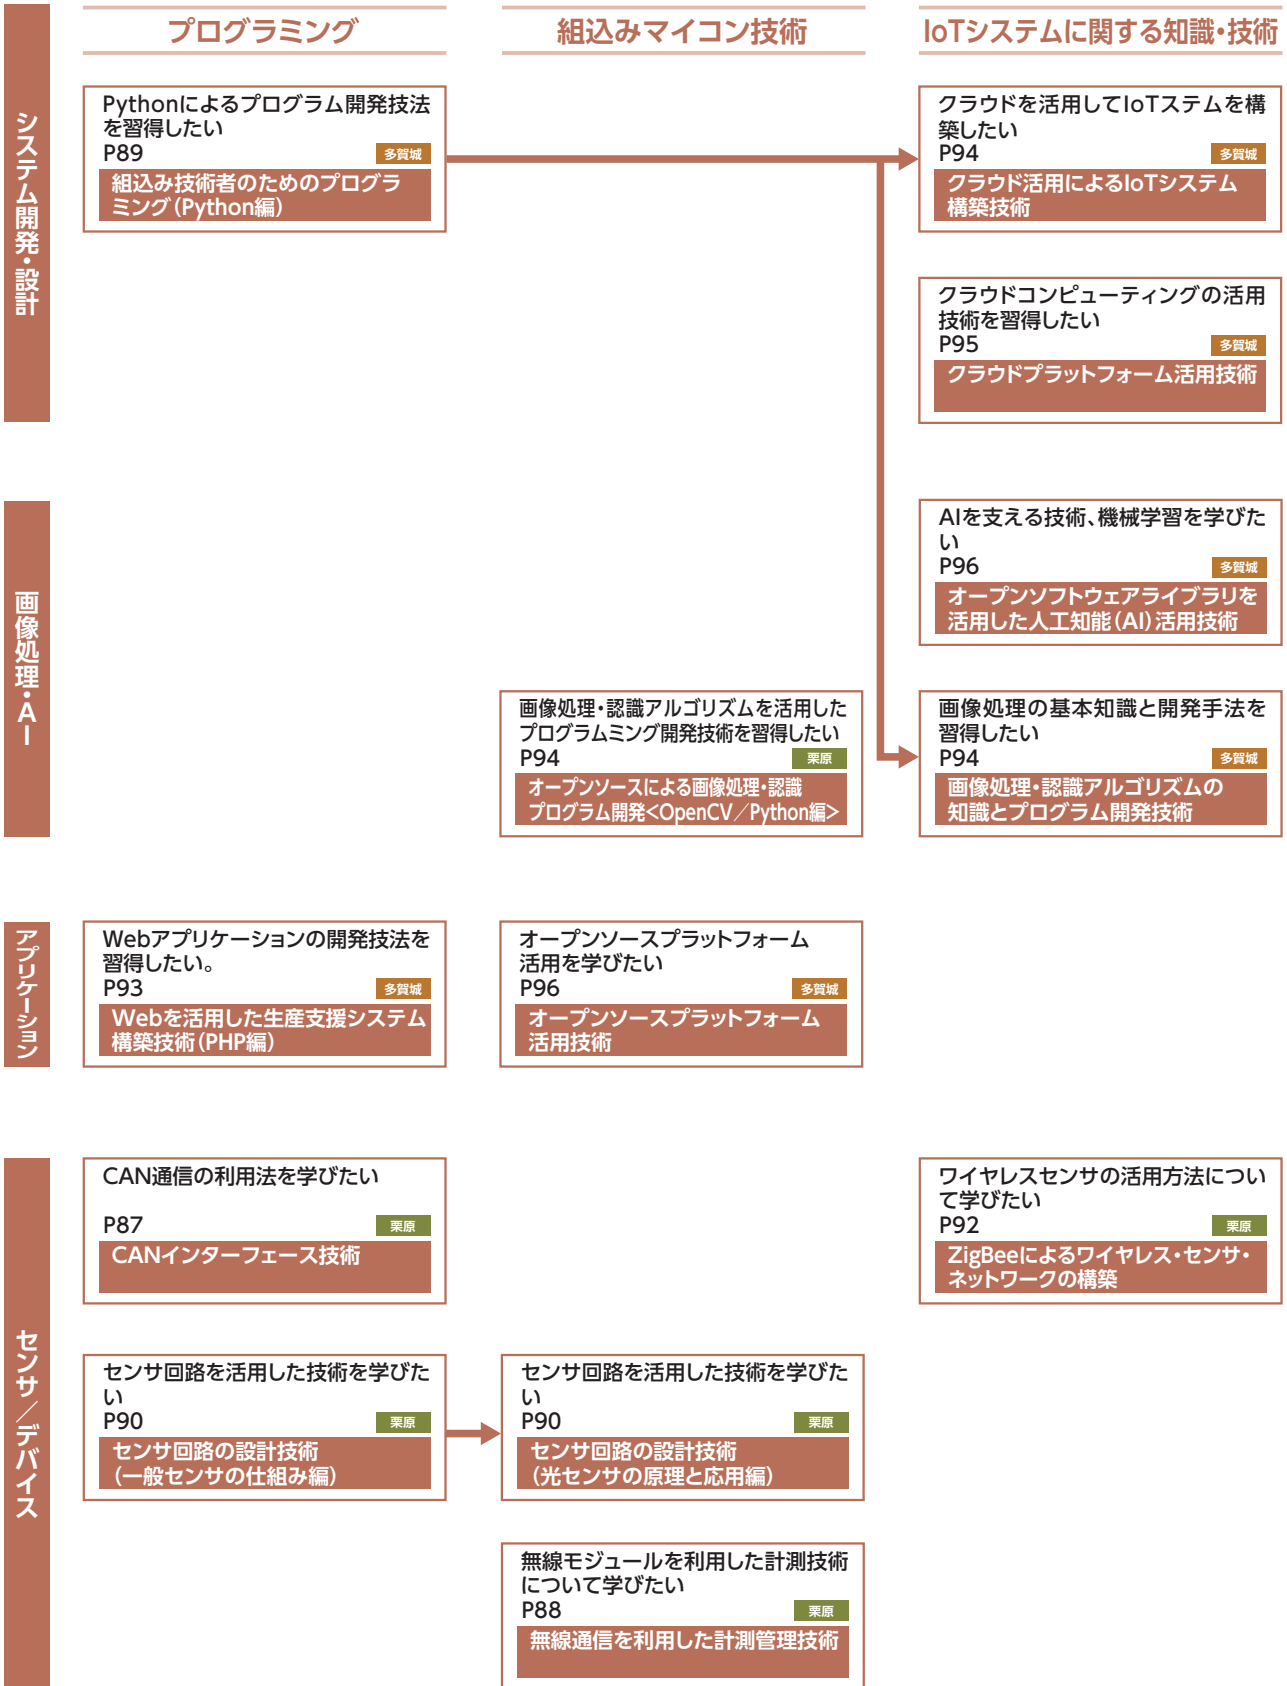 プログラミング
組込みマイコン技術
IoTシステムに関する知識・技術
システム開発・設計
Pythonによるプログラム開発技法
を習得したい
P89
多賀城
組込み技術者のためのプログラ
ミング（Python編）
クラウドを活用してIoTステムを構
築したい
P94
多賀城
クラウド活用によるIoTシステム
構築技術
クラウドコンピューティングの活用
技術を習得したい
P95
多賀城
クラウドプラットフォーム活用技術
画像処理・AI
AIを支える技術、機械学習を学びた
い
P96
多賀城
オープンソフトウェアライブラリを
活用した人工知能（AI）活用技術
画像処理・認識アルゴリズムを活用した
プログラムミング開発技術を習得したい
P94
栗原
オープンソースによる画像処理・認識
プログラム開発<OpenCV／Python編>
画像処理の基本知識と開発手法を
習得したい
P94
多賀城
画像処理・認識アルゴリズムの
知識とプログラム開発技術
アプリケーション
Webアプリケーションの開発技法を
習得したい。
P93
多賀城
Webを活用した生産支援システム
構築技術（PHP編）
オープンソースプラットフォーム
活用を学びたい
P96
多賀城
オープンソースプラットフォーム
活用技術
センサ／デバイス
CAN通信の利用法を学びたい
P87
栗原
CANインターフェース技術
ワイヤレスセンサの活用方法につい
て学びたい
P92
栗原
ZigBeeによるワイヤレス・センサ・
ネットワークの構築
センサ回路を活用した技術を学びた
い
P90
栗原
センサ回路の設計技術
（一般センサの仕組み編）
センサ回路を活用した技術を学びた
い
P90
栗原
センサ回路の設計技術
（光センサの原理と応用編）
無線モジュールを利用した計測技術
について学びたい
P88
栗原
無線通信を利用した計測管理技術